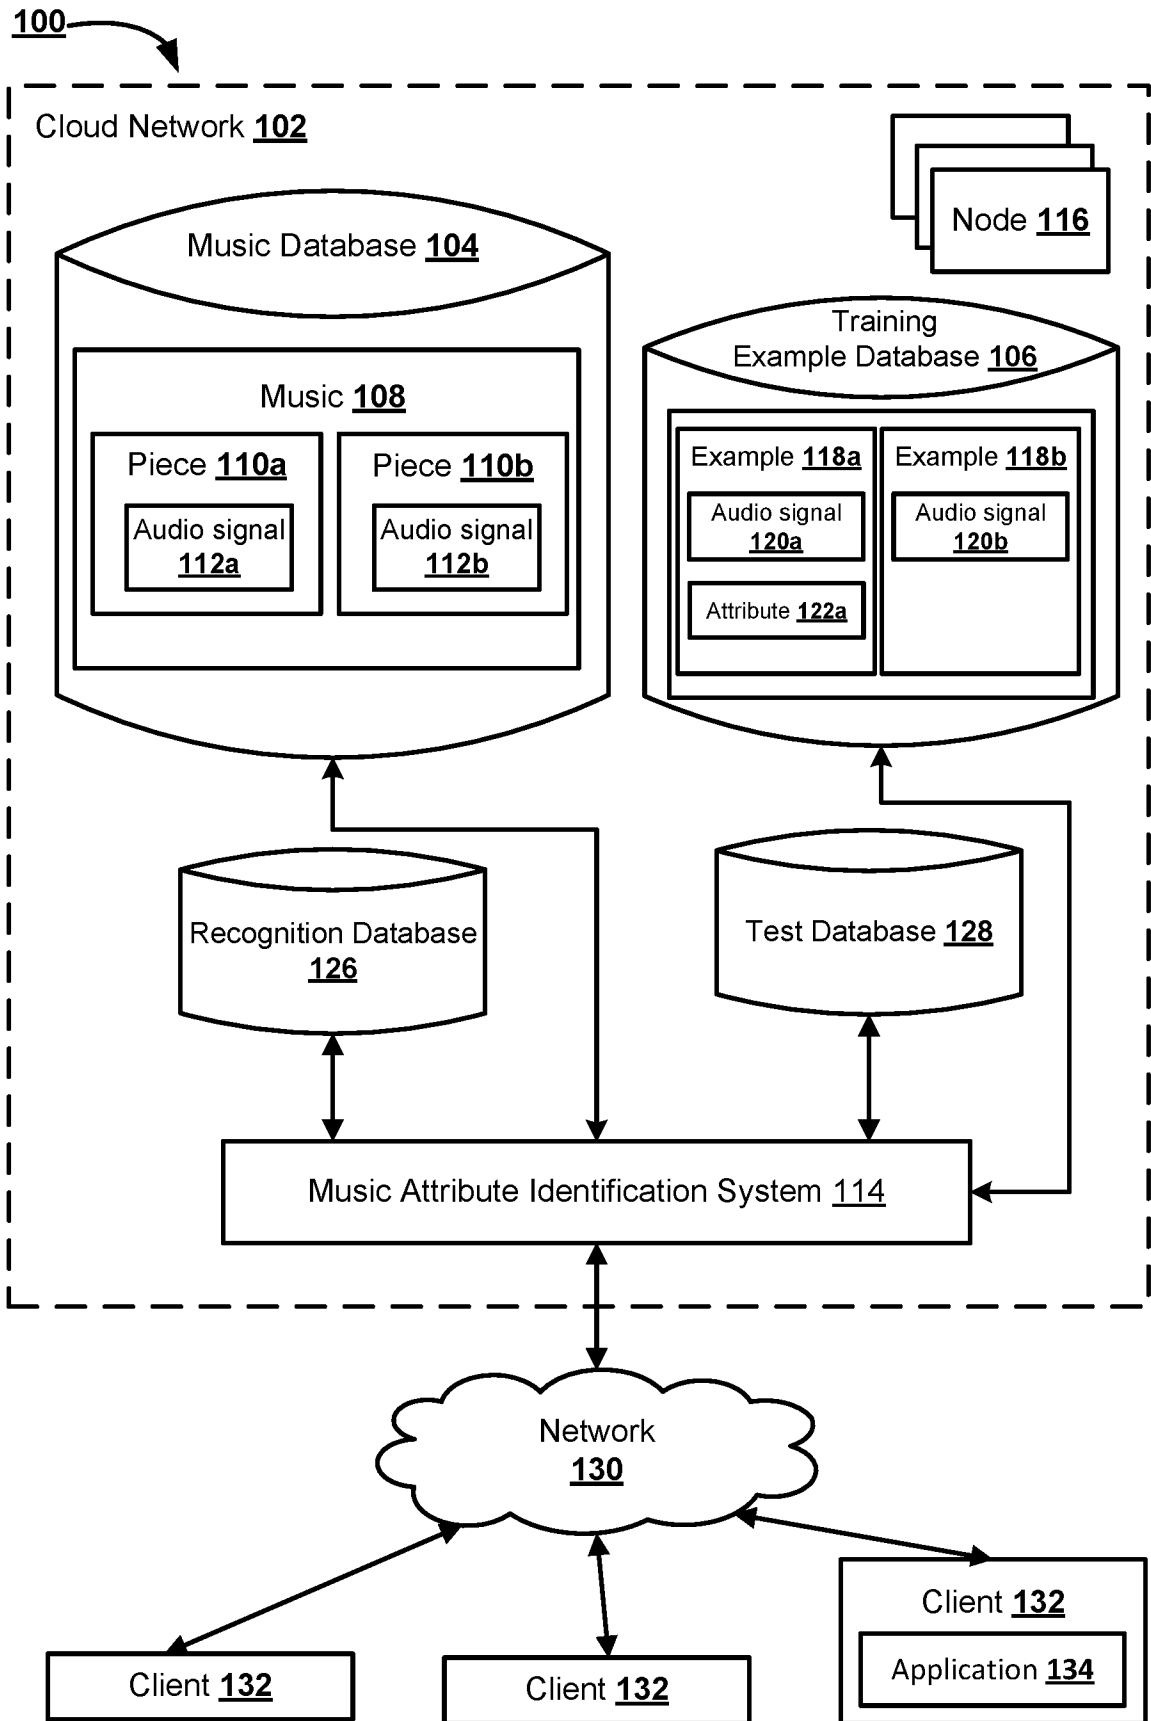 100
Cloud Network 102
Node 116
Music Database 104
Training
Example Database 106
Music 108
Piece 110a
Piece 110b
Audio signal
112a
Audio signal
112b
Example 118a
Example 118b
Audio signal
120a
Audio signal
120b
Attribute 122a
Recognition Database
126
Test Database 128
Music Attribute Identification System 114
Network
130
Client 132
Client 132
Client 132
Application 134